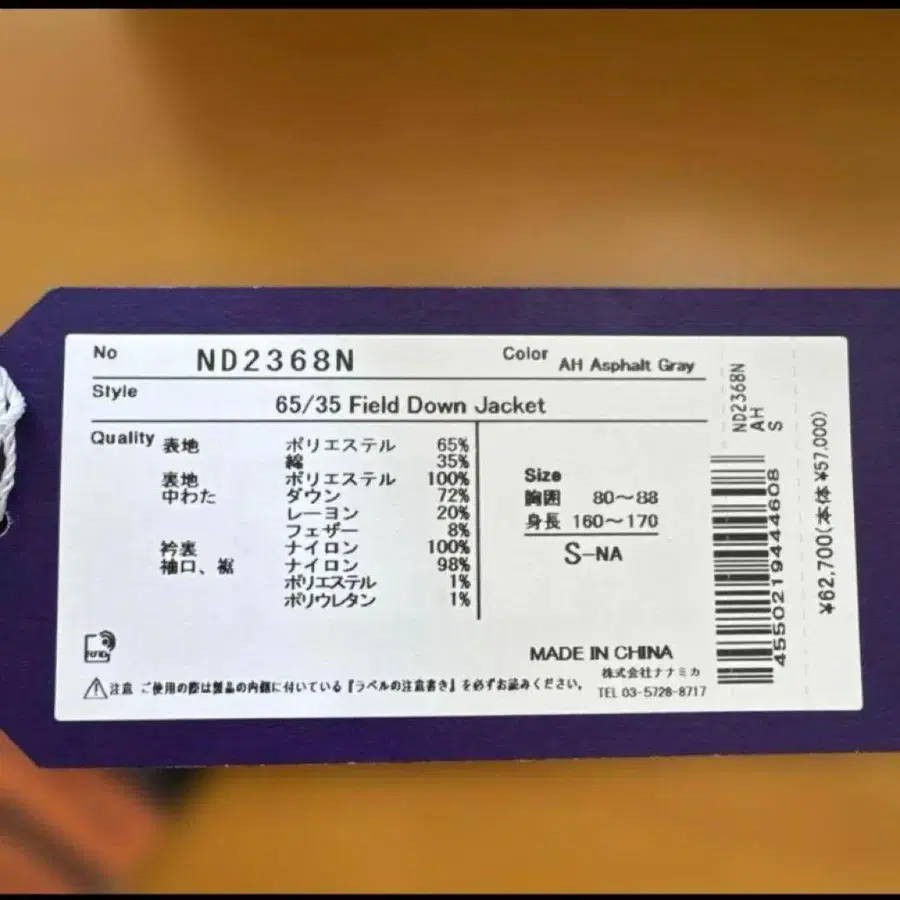 No ND2368N Color AH Asphalt Gray
Style 65/35 Field Down Jacket
Quality 表地 ポリエステル 65%
綿 35%
裏地 ポリエステル 100%
中わた ダウン 72%
レーヨン 20%
フェザー 8%
衿裏 ナイロン 100%
袖口、裾 ナイロン 98%
ポリエステル 1%
ポリウレタン 1%
Size
胸囲 80〜88
身長 160〜170
S-NA
RFID
MADE IN CHINA
株式会社ナナミカ
TEL 03-5728-8717
注意 ご使用の際は製品の内側に付いている『ラベルの注意書き』を必ずお読みください。
ND2368N
AH
S
4550219444608
¥62,700(本体 ¥57,000)